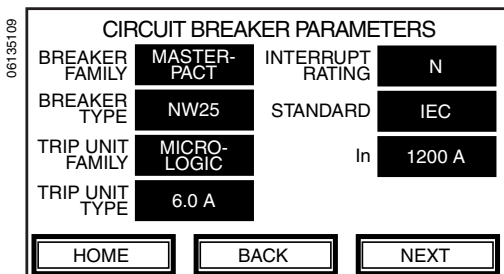 06135109
CIRCUIT BREAKER PARAMETERS
BREAKER
FAMILY
MASTER-
PACT
INTERRUPT
RATING
N
BREAKER
TYPE
NW25
STANDARD
IEC
TRIP UNIT
FAMILY
MICRO-
LOGIC
In
1200 A
TRIP UNIT
TYPE
6.0 A
HOME
BACK
NEXT